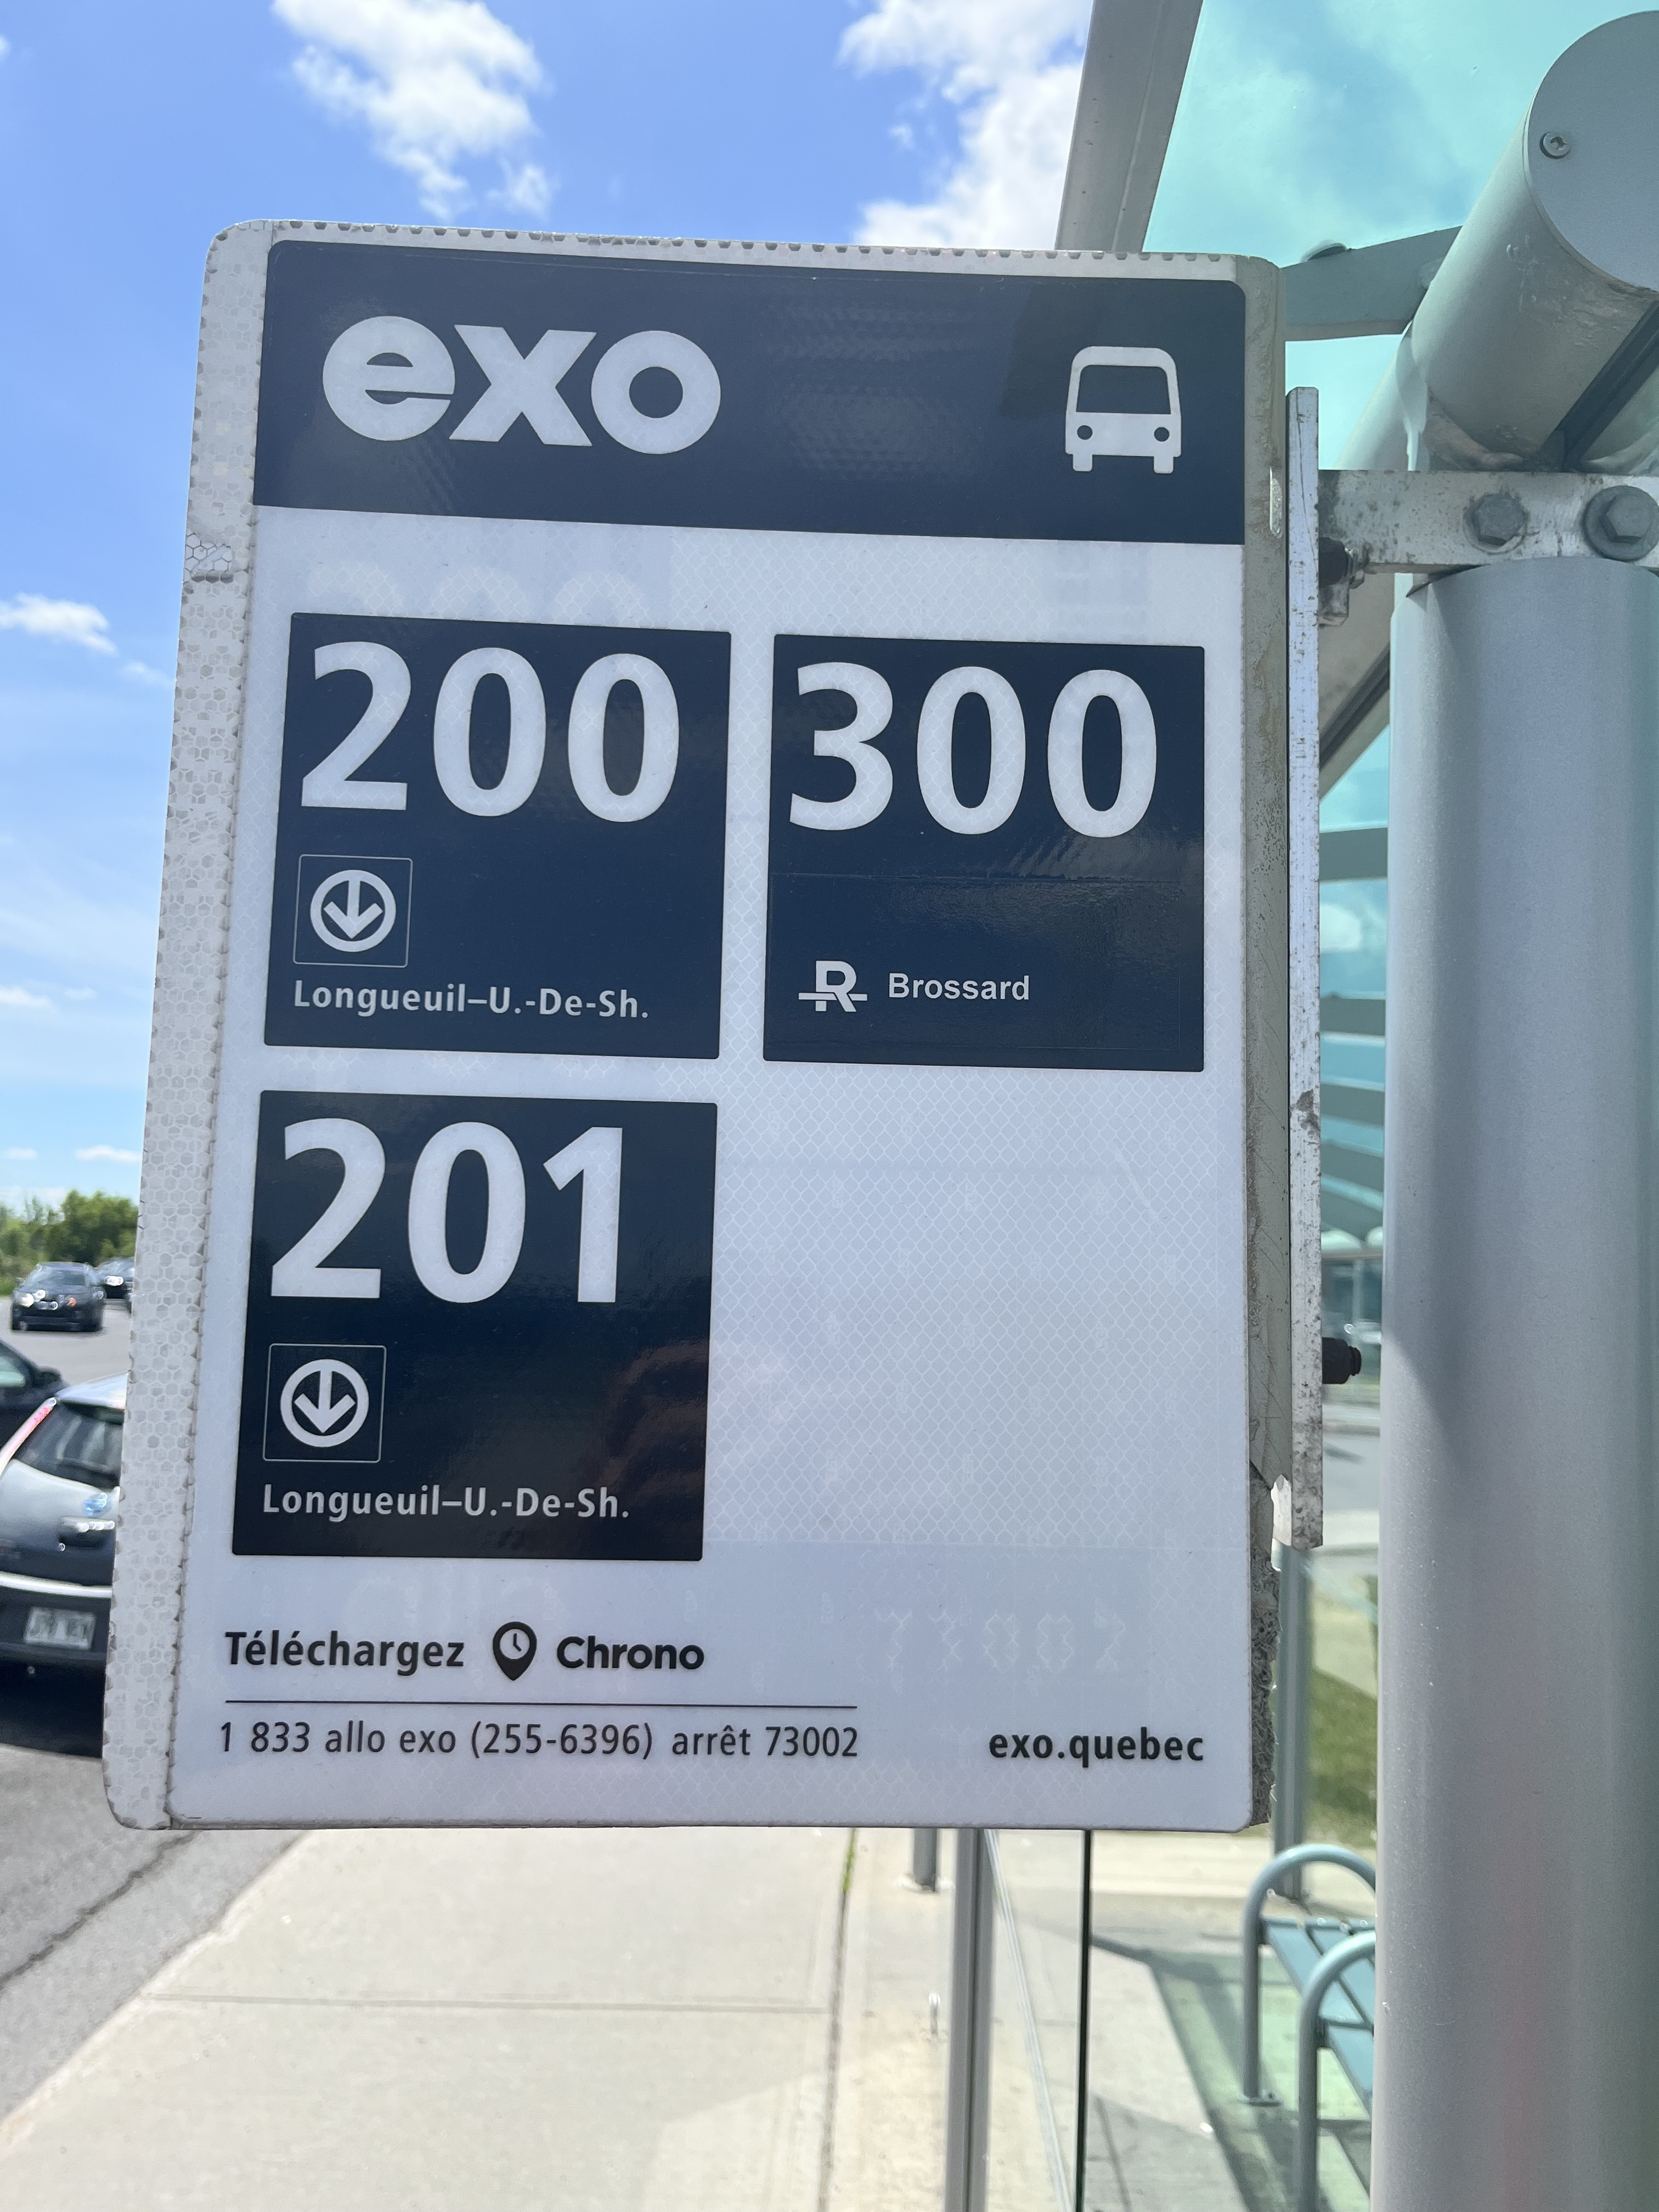 exo
200
Longueuil–U.-De-Sh.
300
R Brossard
201
Longueuil–U.-De-Sh.
Téléchargez Chrono
1 833 allo exo (255-6396) arrêt 73002
exo.quebec